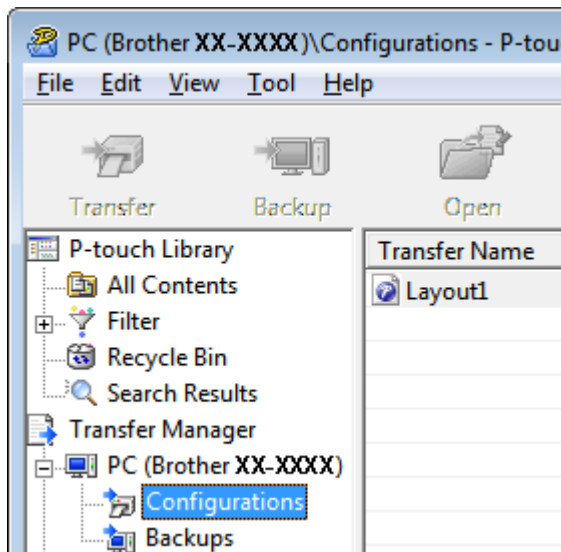 PC (Brother XX-XXXX)\Configurations - P-tou
File Edit View Tool Help
Transfer Backup Open
P-touch Library
All Contents
Filter
Recycle Bin
Search Results
Transfer Manager
PC (Brother XX-XXXX)
Configurations
Backups
Transfer Name
Layout1